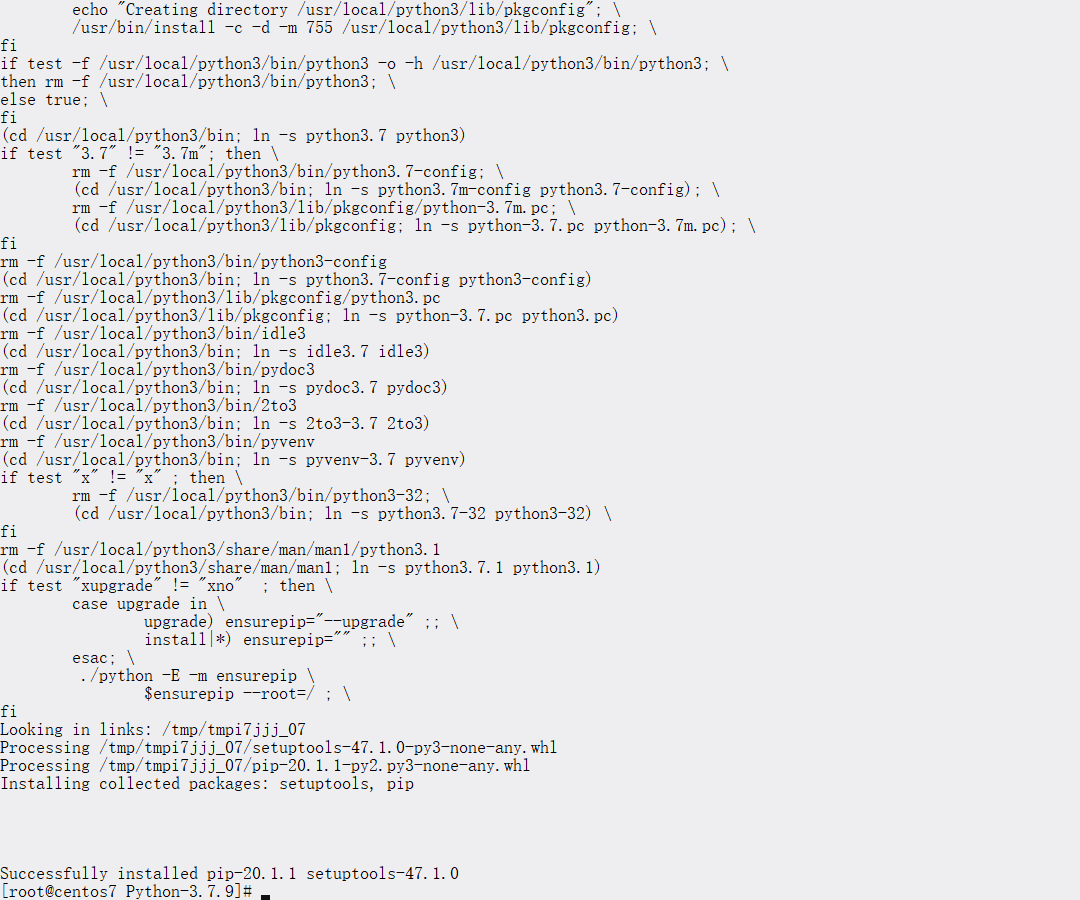 echo "Creating directory /usr/local/python3/lib/pkgconfig"; \
        /usr/bin/install -c -d -m 755 /usr/local/python3/lib/pkgconfig; \
fi
if test -f /usr/local/python3/bin/python3 -o -h /usr/local/python3/bin/python3; \
then rm -f /usr/local/python3/bin/python3; \
else true; \
fi
(cd /usr/local/python3/bin; ln -s python3.7 python3)
if test "3.7" != "3.7m"; then \
        rm -f /usr/local/python3/bin/python3.7-config; \
        (cd /usr/local/python3/bin; ln -s python3.7m-config python3.7-config); \
        rm -f /usr/local/python3/lib/pkgconfig/python-3.7m.pc; \
        (cd /usr/local/python3/lib/pkgconfig; ln -s python-3.7.pc python-3.7m.pc); \
fi
rm -f /usr/local/python3/bin/python3-config
(cd /usr/local/python3/bin; ln -s python3.7-config python3-config)
rm -f /usr/local/python3/lib/pkgconfig/python3.pc
(cd /usr/local/python3/lib/pkgconfig; ln -s python-3.7.pc python3.pc)
rm -f /usr/local/python3/bin/idle3
(cd /usr/local/python3/bin; ln -s idle3.7 idle3)
rm -f /usr/local/python3/bin/pydoc3
(cd /usr/local/python3/bin; ln -s pydoc3.7 pydoc3)
rm -f /usr/local/python3/bin/2to3
(cd /usr/local/python3/bin; ln -s 2to3-3.7 2to3)
rm -f /usr/local/python3/bin/pyvenv
(cd /usr/local/python3/bin; ln -s pyvenv-3.7 pyvenv)
if test "x" != "x" ; then \
        rm -f /usr/local/python3/bin/python3-32; \
        (cd /usr/local/python3/bin; ln -s python3.7-32 python3-32) \
fi
rm -f /usr/local/python3/share/man/man1/python3.1
(cd /usr/local/python3/share/man/man1; ln -s python3.7.1 python3.1)
if test "xupgrade" != "xno"  ; then \
        case upgrade in \
                upgrade) ensurepip="--upgrade" ;; \
                install|*) ensurepip="" ;; \
        esac; \
         ./python -E -m ensurepip \
                $ensurepip --root=/ ; \
fi
Looking in links: /tmp/tmpi7jjj_07
Processing /tmp/tmpi7jjj_07/setuptools-47.1.0-py3-none-any.whl
Processing /tmp/tmpi7jjj_07/pip-20.1.1-py2.py3-none-any.whl
Installing collected packages: setuptools, pip
Successfully installed pip-20.1.1 setuptools-47.1.0
[root@centos7 Python-3.7.9]#